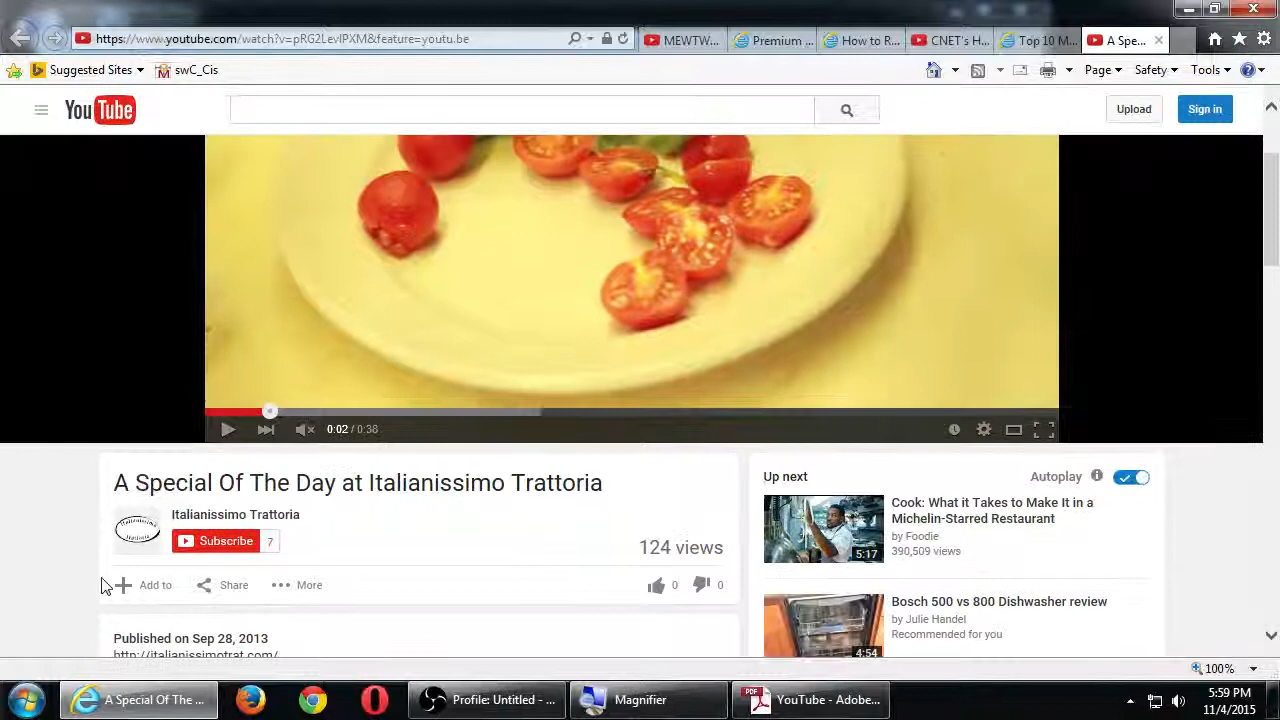 https://www.youtube.com/watch?v=pRG2LevlPXM&feature=youtu.be
MEWTW...
Premium ...
How to R...
CNET's H...
Top 10 M...
A Spe...
Suggested Sites
swC_Cis
Page
Safety
Tools
YouTube
Upload
Sign in
0:02 / 0:38
A Special Of The Day at Italianissimo Trattoria
Italianissimo Trattoria
Subscribe 7
124 views
Add to
Share
More
0
0
Published on Sep 28, 2013
http://italianissimotrat.com/
Up next
Autoplay
Cook: What it Takes to Make It in a
Michelin-Starred Restaurant
by Foodie
390,509 views
5:17
Bosch 500 vs 800 Dishwasher review
by Julie Handel
Recommended for you
4:54
100%
A Special Of The ...
Profile: Untitled - ...
Magnifier
PDF
YouTube - Adobe...
5:59 PM
11/4/2015